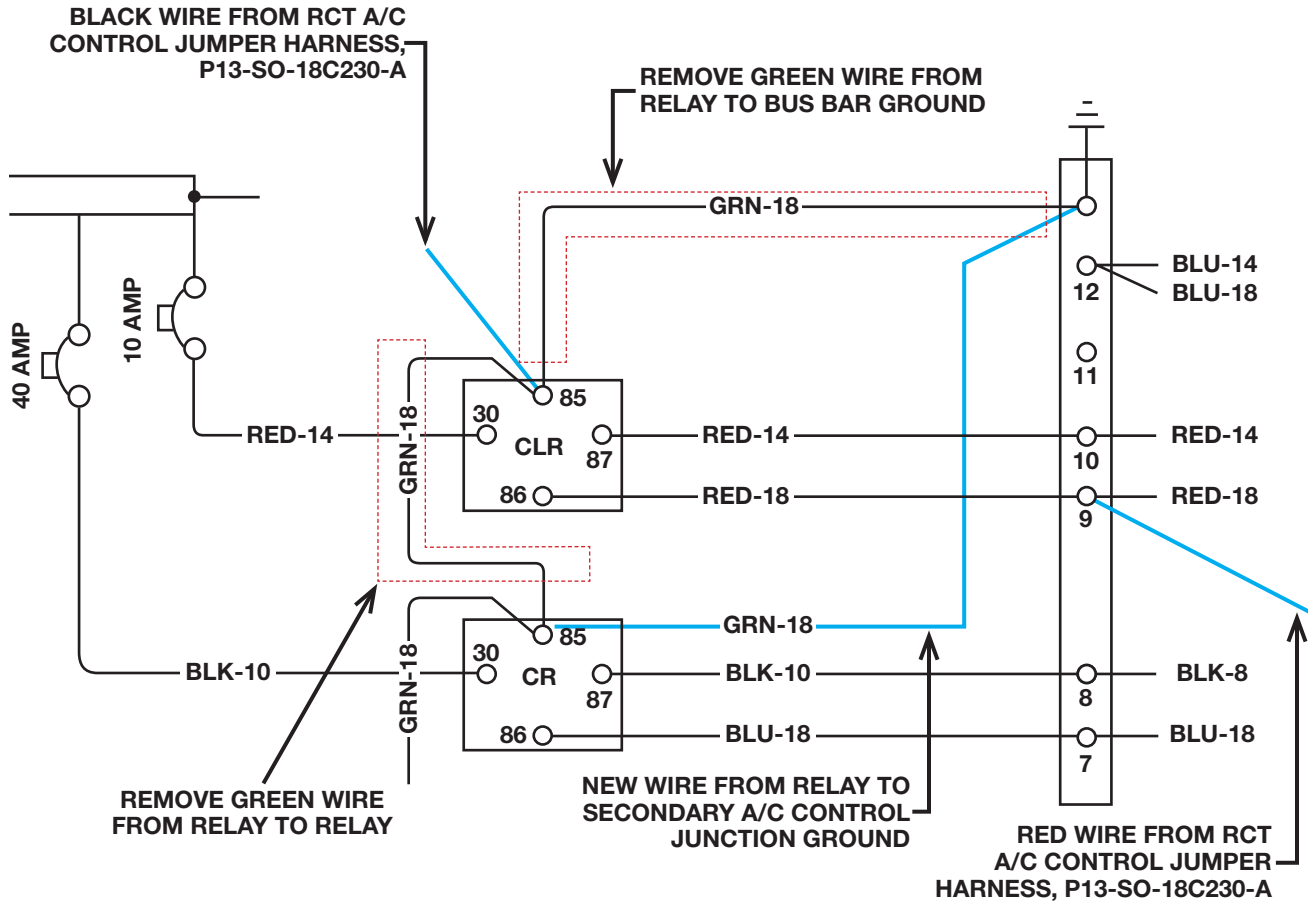 BLACK WIRE FROM RCT A/C
CONTROL JUMPER HARNESS,
P13-SO-18C230-A
REMOVE GREEN WIRE FROM
RELAY TO BUS BAR GROUND
GRN-18
12
BLU-14
BLU-18
10 AMP
40 AMP
11
GRN-18
85
30
RED-14
CLR
87
RED-14
10
RED-14
86
RED-18
9
RED-18
85
GRN-18
30
BLK-10
GRN-18
CR
87
BLK-10
8
BLK-8
86
BLU-18
7
BLU-18
REMOVE GREEN WIRE
FROM RELAY TO RELAY
NEW WIRE FROM RELAY TO
SECONDARY A/C CONTROL
JUNCTION GROUND
RED WIRE FROM RCT
A/C CONTROL JUMPER
HARNESS, P13-SO-18C230-A